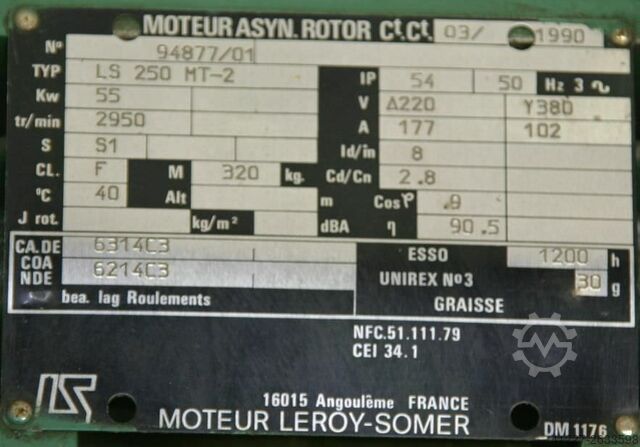 MOTEUR ASYN. ROTOR Ct. Ct. 03/ 1990
N° 94877/01
TYP LS 250 MT-2 IP 54 50 Hz 3 ∿
Kw 55 V Δ220 Y380
tr/min 2950 A 177 102
S S1 Id/in 8
CL. F M 320 kg. Cd/Cn 2.8
°C 40 Alt m Cosφ .9
J rot. kg/m² dBA η 90.5
CA.DE 6314C3 ESSO 1200 h
COA
NDE 6214C3 UNIREX N°3 30 g
bea. lag Roulements GRAISSE
NFC.51.111.79
CEI 34.1
16015 Angoulême FRANCE
MOTEUR LEROY-SOMER DM 1176